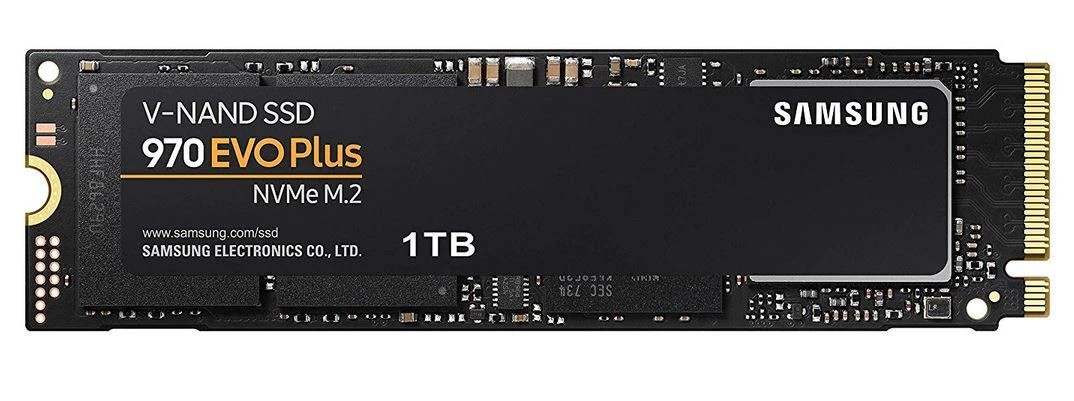 V-NAND SSD
970 EVO Plus
NVMe M.2
www.samsung.com/ssd
SAMSUNG ELECTRONICS CO., LTD.
1TB
SAMSUNG
SEC 734